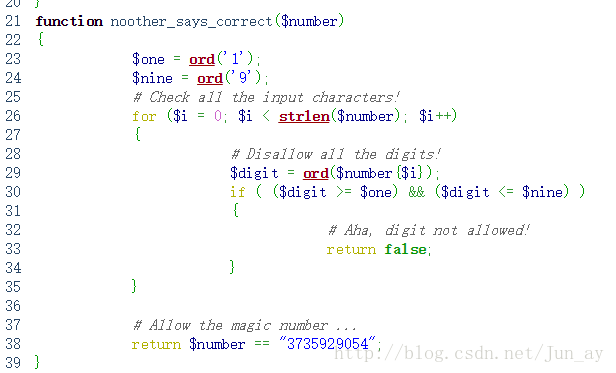 20 }
21 function noother_says_correct($number)
22 {
23 $one = ord('1');
24 $nine = ord('9');
25 # Check all the input characters!
26 for ($i = 0; $i < strlen($number); $i++)
27 {
28 # Disallow all the digits!
29 $digit = ord($number{$i});
30 if ( ($digit >= $one) && ($digit <= $nine) )
31 {
32 # Aha, digit not allowed!
33 return false;
34 }
35 }
36
37 # Allow the magic number ...
38 return $number == "3735929054";
http://blog.csdn.net/Jun_ay
39 }